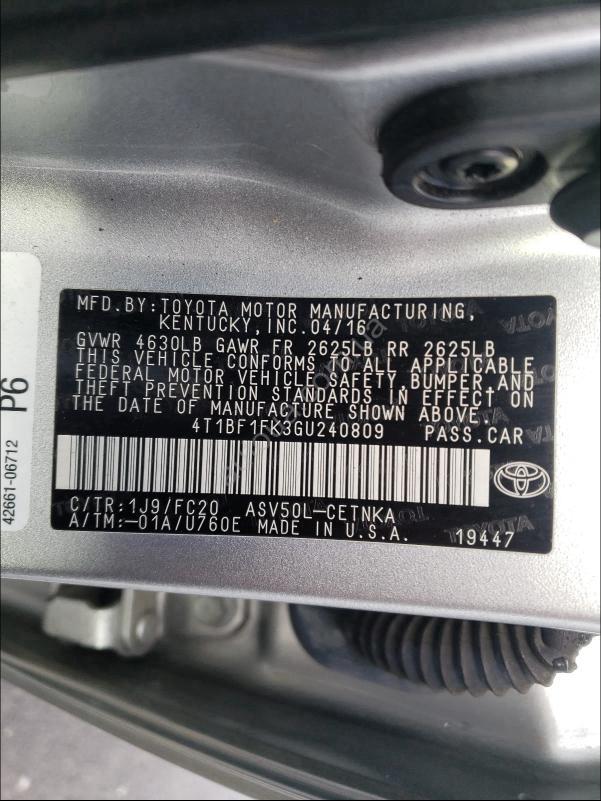 MFD.BY:TOYOTA MOTOR MANUFACTURING,
KENTUCKY,INC.04/16
GVWR 4630LB GAWR FR 2625LB RR 2625LB
THIS VEHICLE CONFORMS TO ALL APPLICABLE
FEDERAL MOTOR VEHICLE SAFETY,BUMPER,AND
THEFT PREVENTION STANDARDS IN EFFECT ON
THE DATE OF MANUFACTURE SHOWN ABOVE.
4T1BF1FK3GU240809 PASS.CAR
C/TR:1J9/FC20 ASV50L-CETNKA
A/TM:-01A/U760E MADE IN U.S.A. 19447
42661-06712
P6